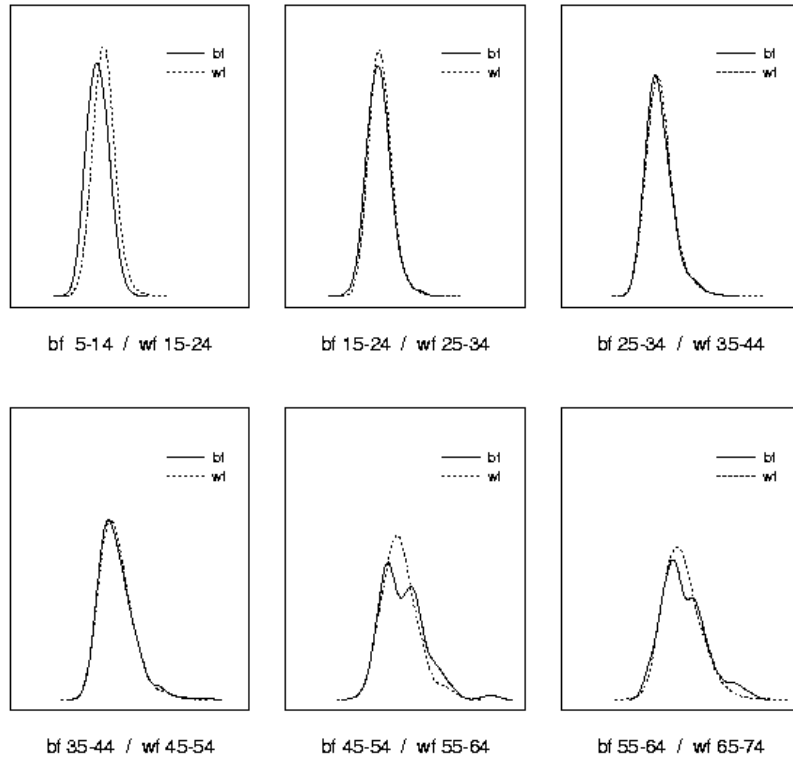 bf
wf
bf
wf
bf
wf
bf 5-14 / wf 15-24
bf 15-24 / wf 25-34
bf 25-34 / wf 35-44
bf
wf
bf
wf
bf
wf
bf 35-44 / wf 45-54
bf 45-54 / wf 55-64
bf 55-64 / wf 65-74